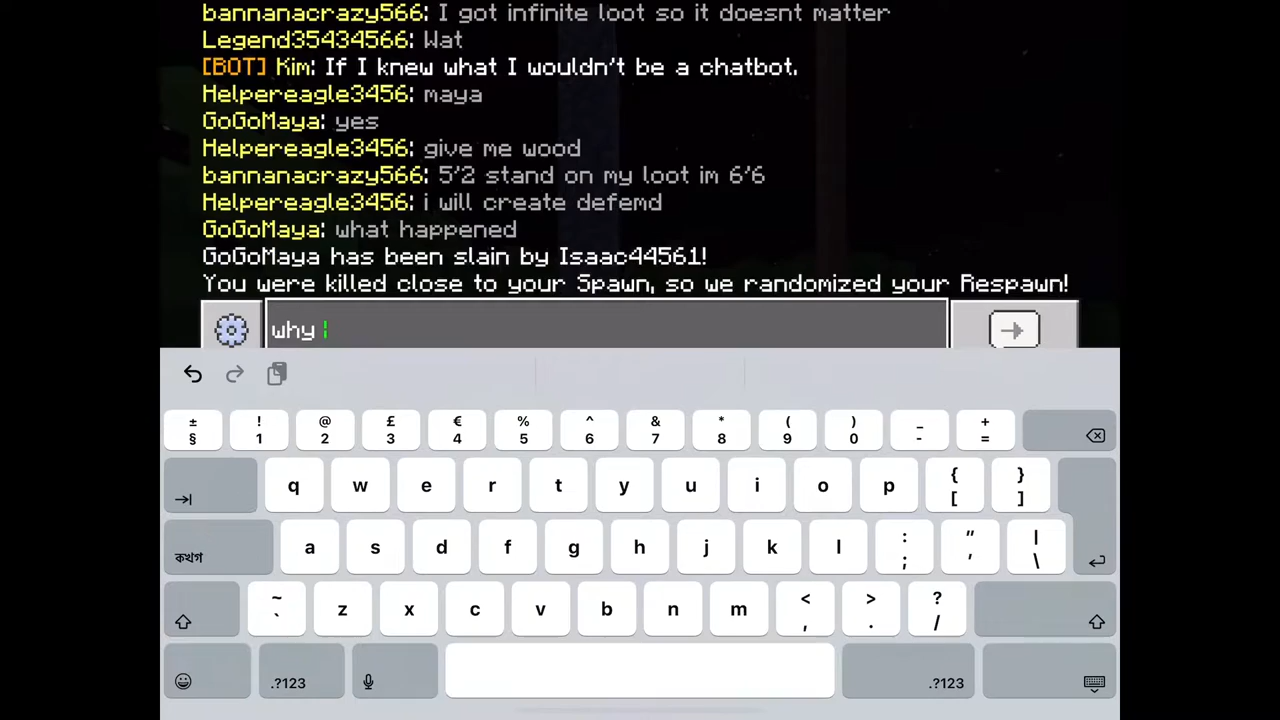 bannanacrazy566: I got infinite loot so it doesnt matter
Legend35434566: Wat
[BOT] Kim: If I knew what I wouldn't be a chatbot.
Helpereagle3456: maya
GoGoMaya: yes
Helpereagle3456: give me wood
bannanacrazy566: 5'2 stand on my loot im 6'6
Helpereagle3456: i will create defemd
GoGoMaya: what happened
GoGoMaya has been slain by Isaac44561!
You were killed close to your Spawn, so we randomized your Respawn!
why
± ! @ £ € % ^ & * ( ) _ +
§ 1 2 3 4 5 6 7 8 9 0 - =
q w e r t y u i o p { [ } ]
কখগ a s d f g h j k l : ; " ' | \
~ ` z x c v b n m < , > . ? /
.?123 .?123